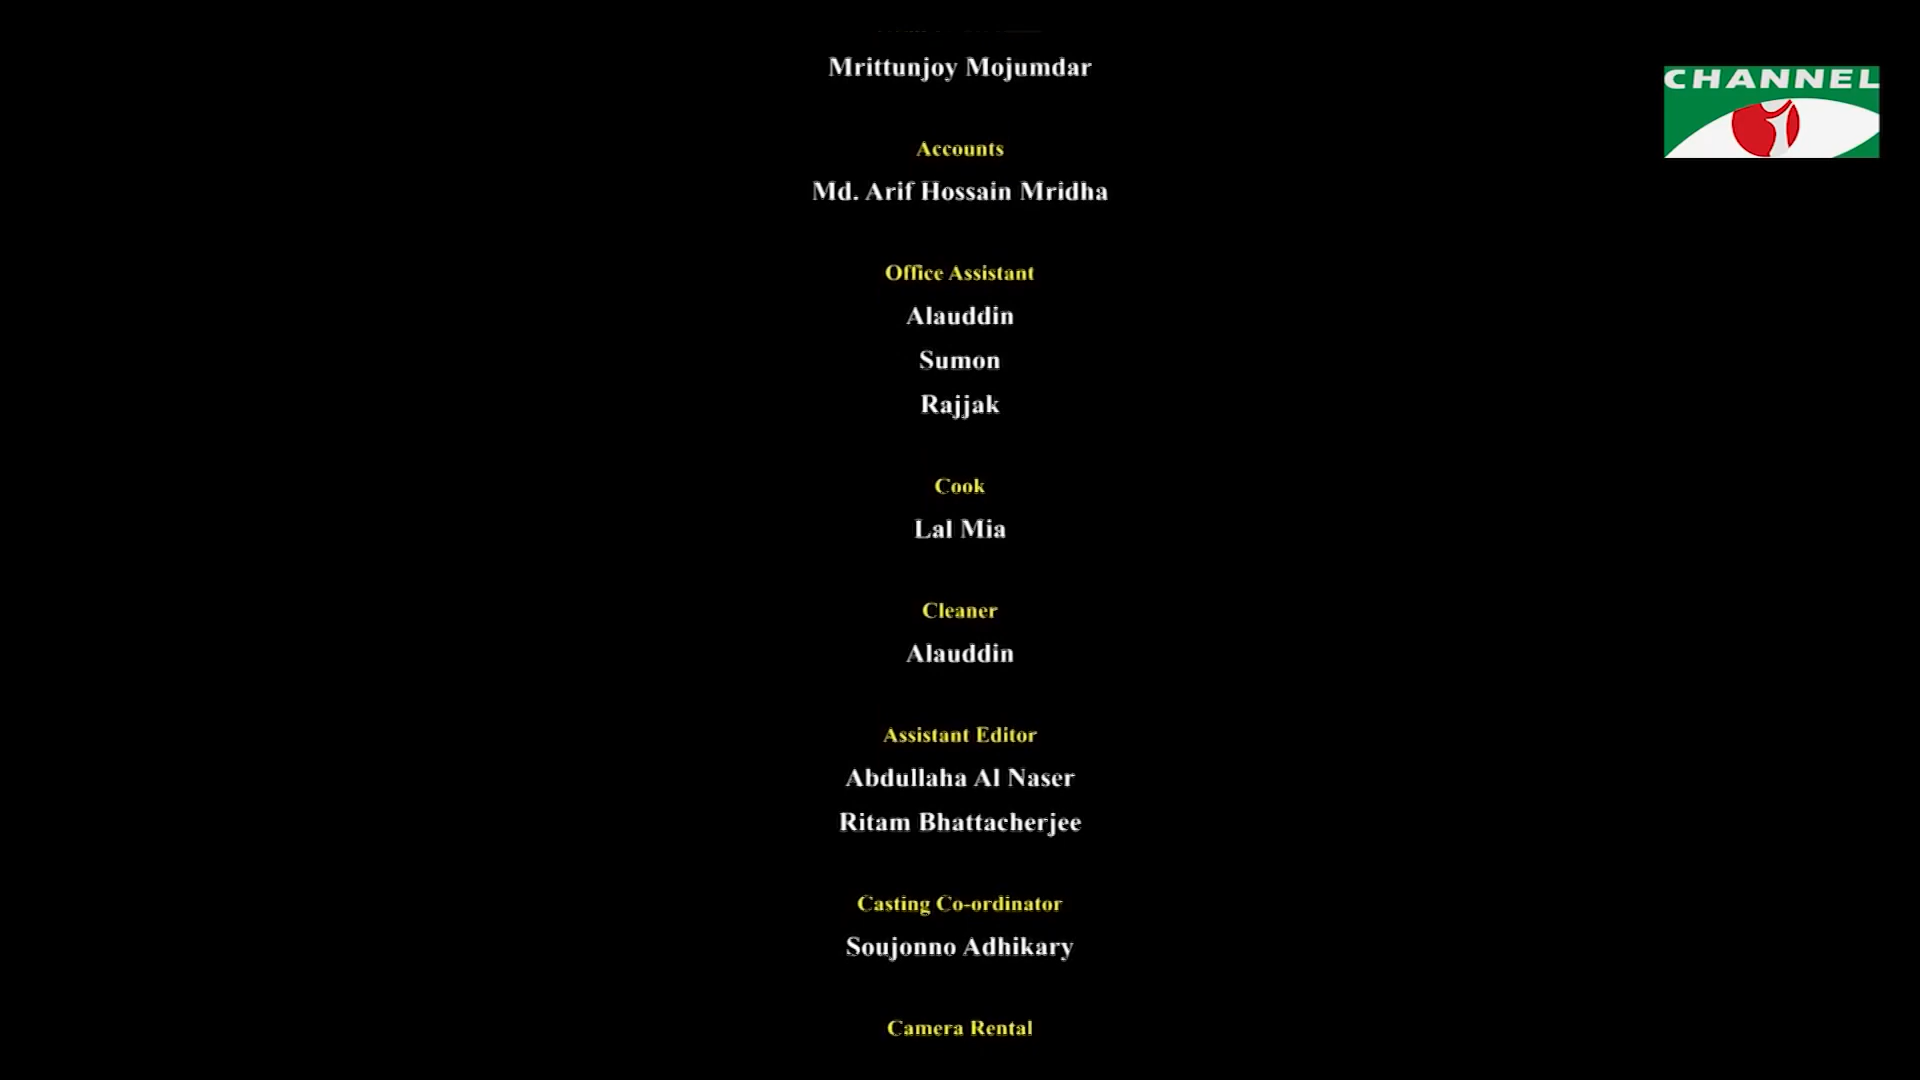 Mrittunjoy Mojumdar
CHANNEL
Accounts
Md. Arif Hossain Mridha
Office Assistant
Alauddin
Sumon
Rajjak
Cook
Lal Mia
Cleaner
Alauddin
Assistant Editor
Abdullaha Al Naser
Ritam Bhattacherjee
Casting Co-ordinator
Soujonno Adhikary
Camera Rental